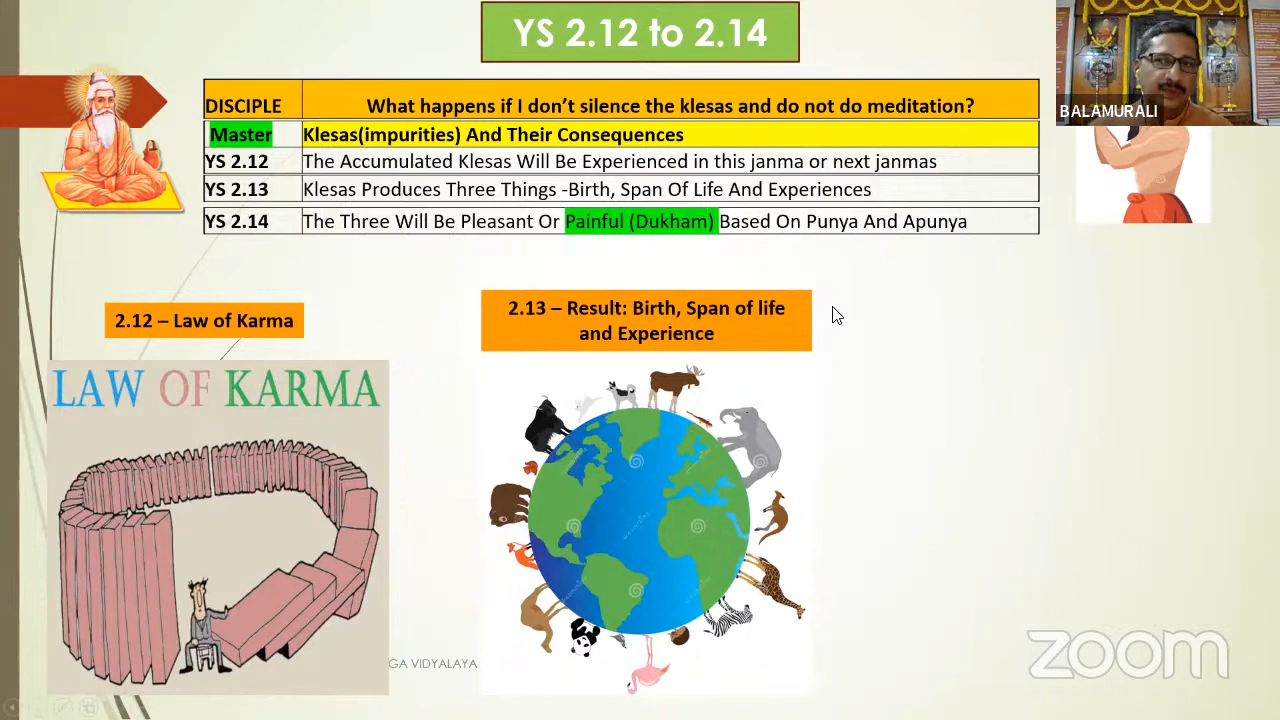 YS 2.12 to 2.14
BALAMURALI
DISCIPLE What happens if I don’t silence the klesas and do not do meditation?
Master Klesas(impurities) And Their Consequences
YS 2.12 The Accumulated Klesas Will Be Experienced in this janma or next janmas
YS 2.13 Klesas Produces Three Things -Birth, Span Of Life And Experiences
YS 2.14 The Three Will Be Pleasant Or Painful (Dukham) Based On Punya And Apunya
2.12 – Law of Karma
2.13 – Result: Birth, Span of life
and Experience
LAW OF KARMA
GA VIDYALAYA
zoom